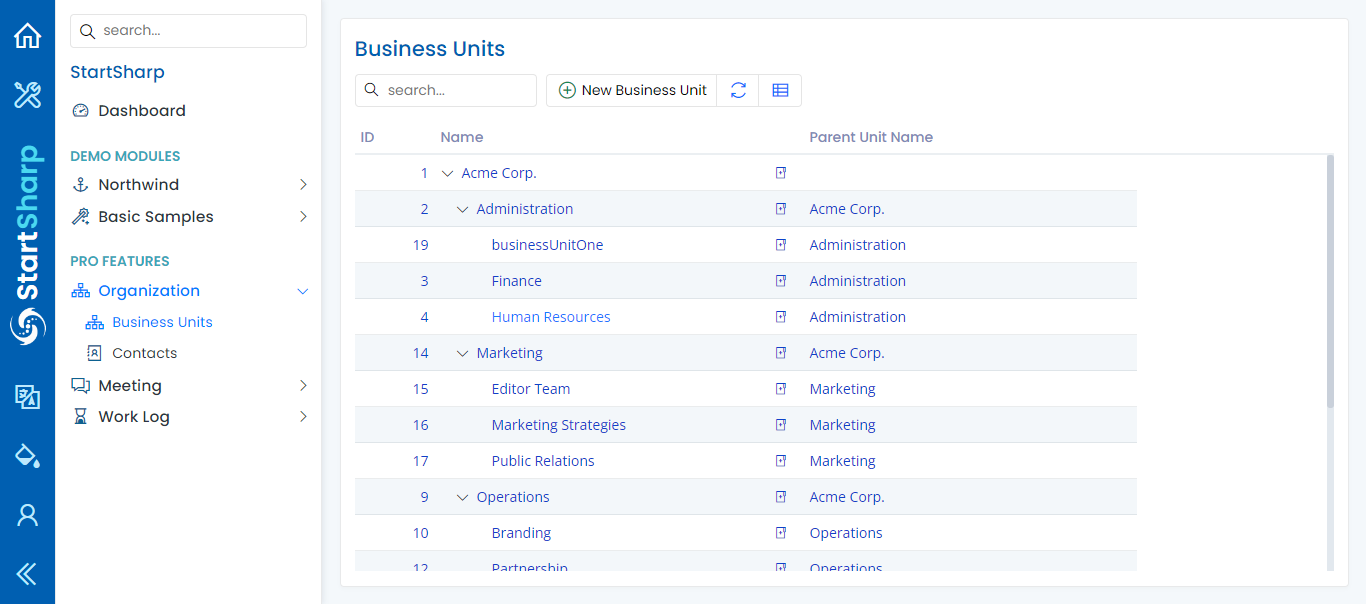 StartSharp
search...
StartSharp
Dashboard
DEMO MODULES
Northwind
Basic Samples
PRO FEATURES
Organization
Business Units
Contacts
Meeting
Work Log
Business Units
search... New Business Unit
ID Name Parent Unit Name
1 Acme Corp.
2 Administration Acme Corp.
19 businessUnitOne Administration
3 Finance Administration
4 Human Resources Administration
14 Marketing Acme Corp.
15 Editor Team Marketing
16 Marketing Strategies Marketing
17 Public Relations Marketing
9 Operations Acme Corp.
10 Branding Operations
12 Partnership Operations